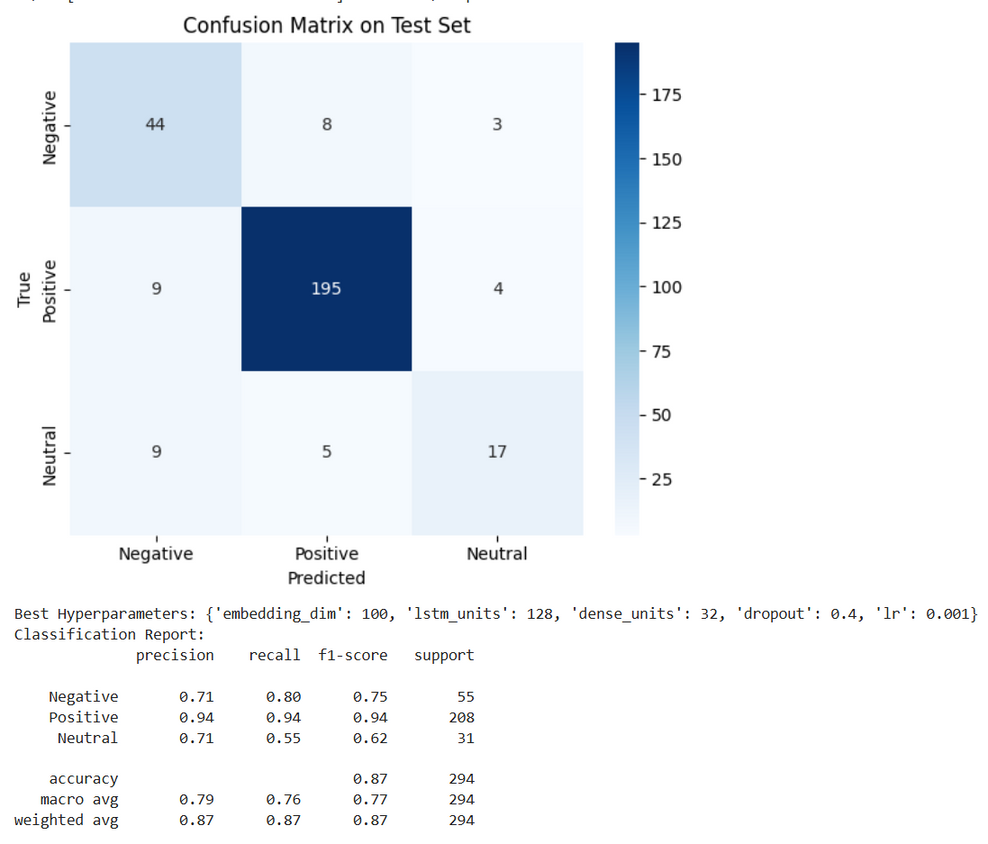 Confusion Matrix on Test Set
Negative
44 8 3
True
Positive
9 195 4
Neutral
9 5 17
Negative Positive Neutral
Predicted
175
150
125
100
75
50
25
Best Hyperparameters: {'embedding_dim': 100, 'lstm_units': 128, 'dense_units': 32, 'dropout': 0.4, 'lr': 0.001}
Classification Report:
precision recall f1-score support
Negative 0.71 0.80 0.75 55
Positive 0.94 0.94 0.94 208
Neutral 0.71 0.55 0.62 31
accuracy 0.87 294
macro avg 0.79 0.76 0.77 294
weighted avg 0.87 0.87 0.87 294